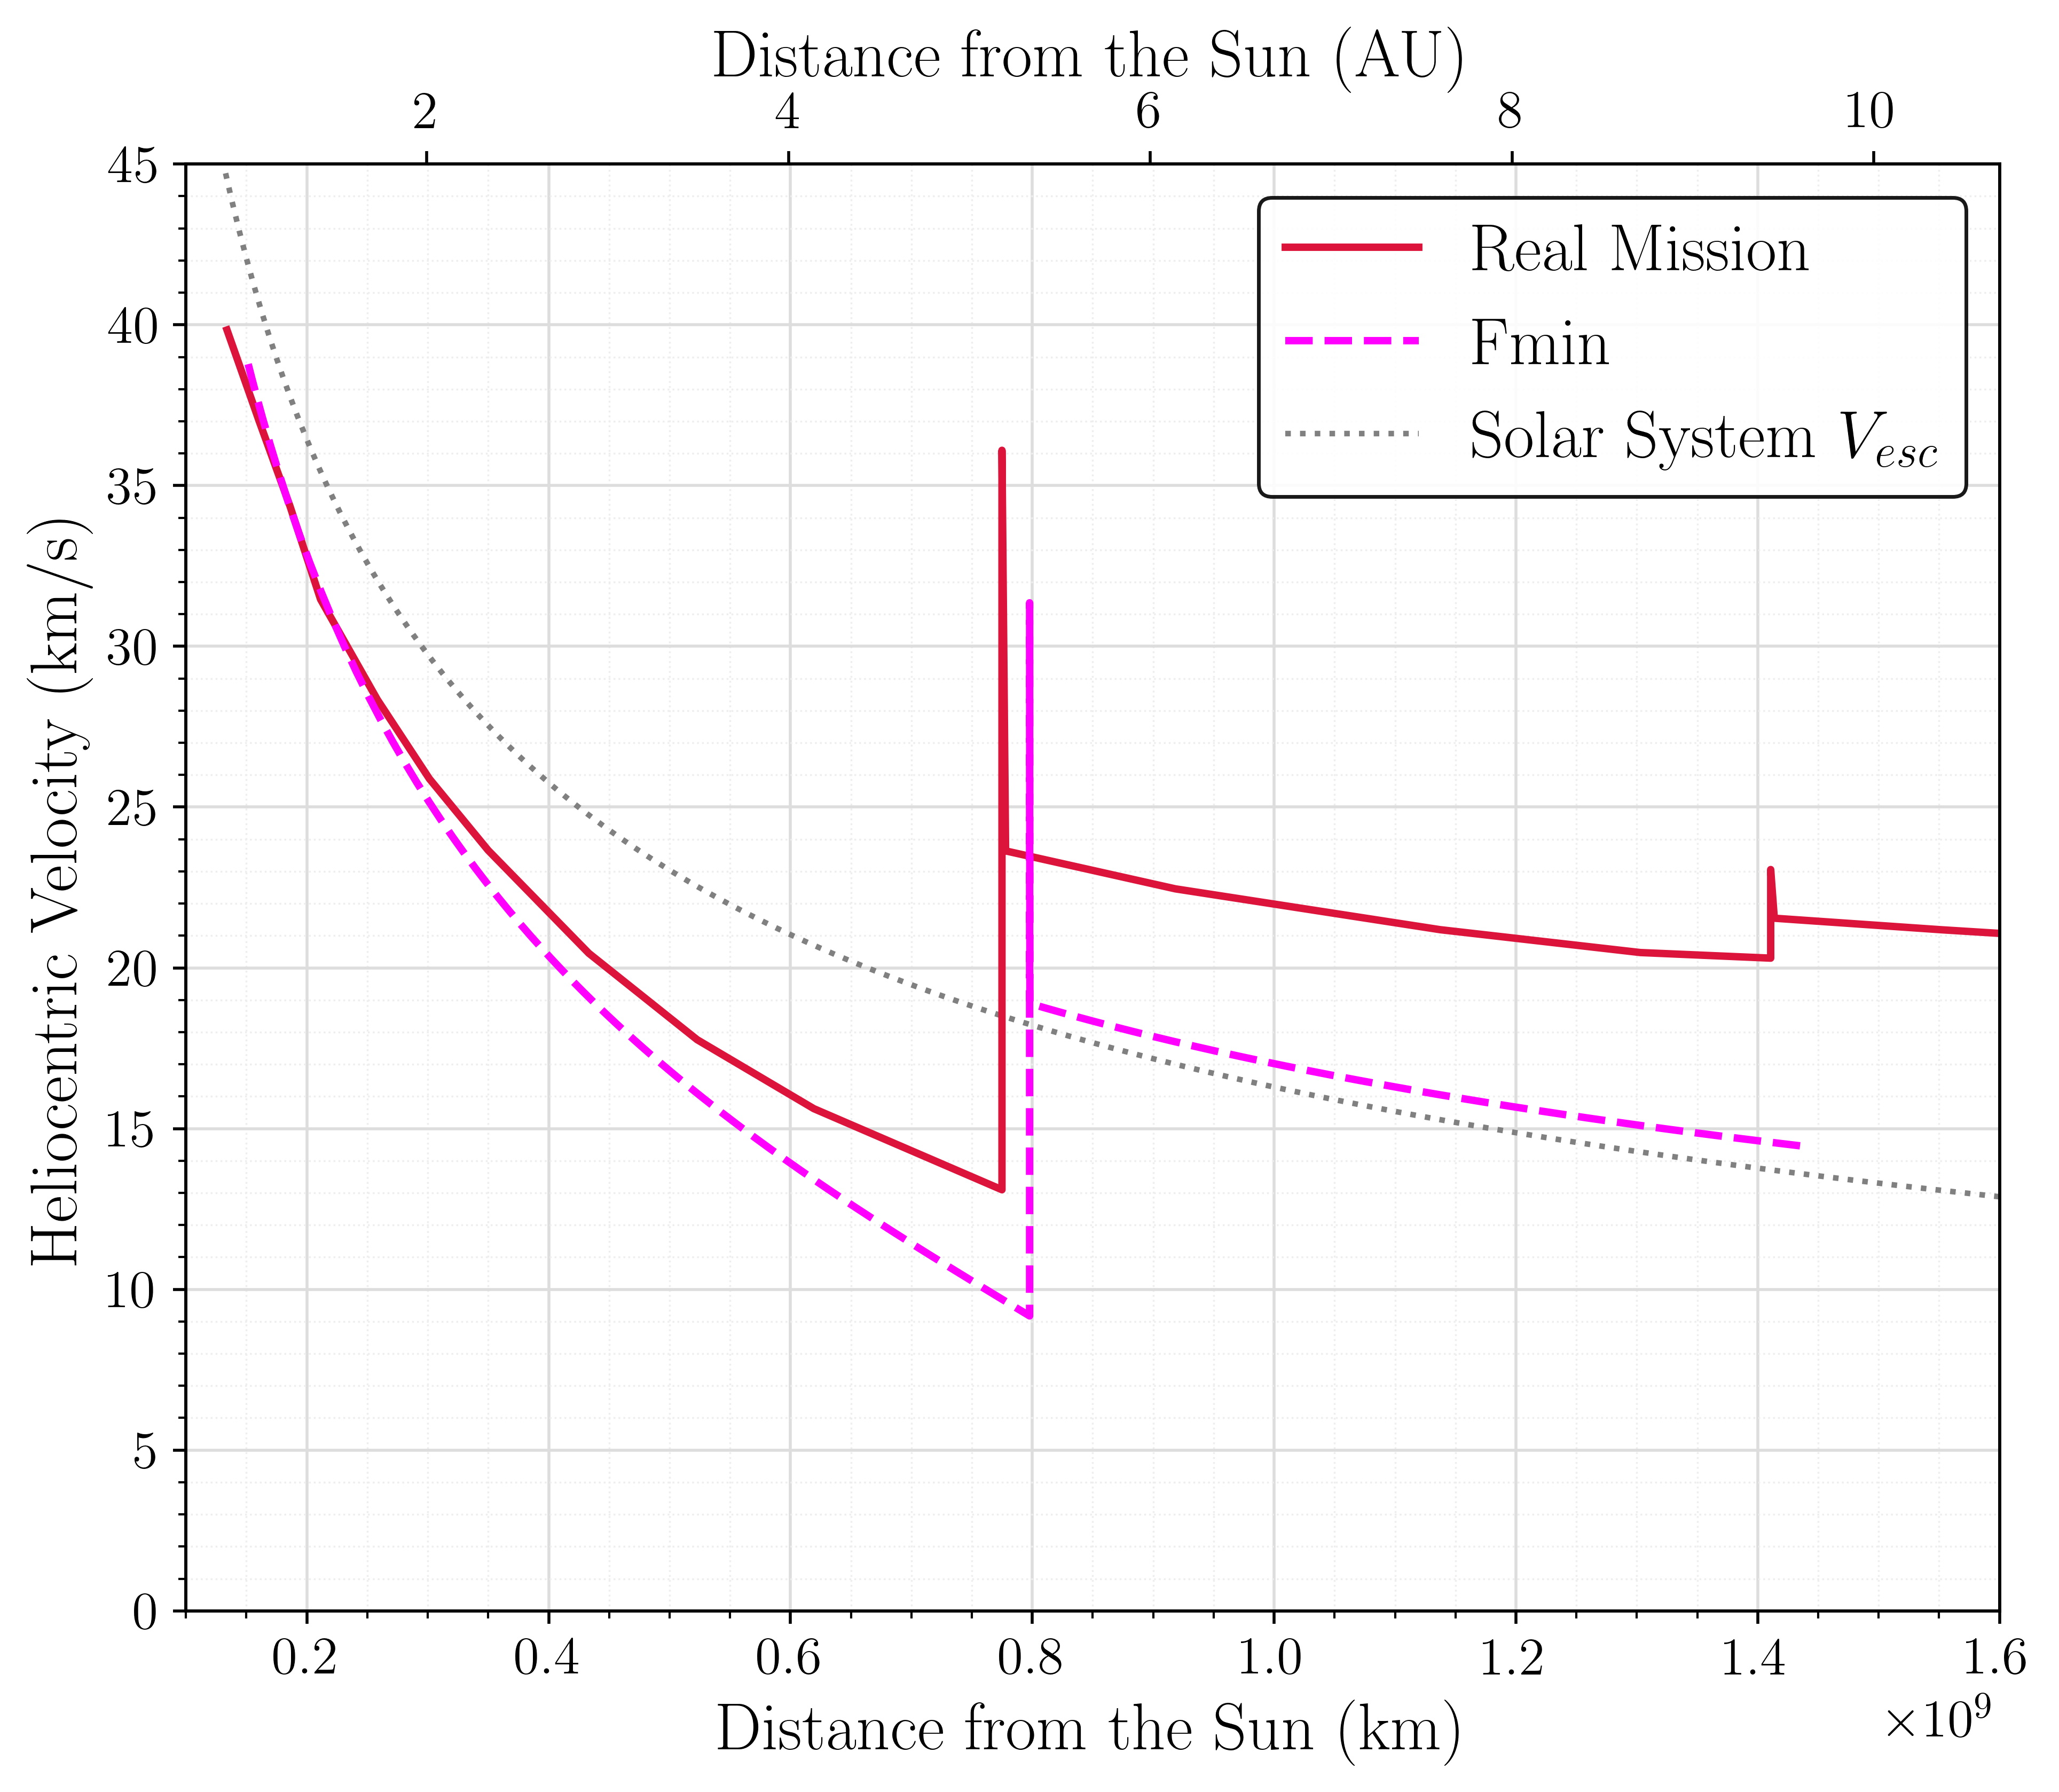 Distance from the Sun (AU)
2 4 6 8 10
45
40
35
30
25
20
15
10
5
0
Heliocentric Velocity (km/s)
Real Mission
Fmin
Solar System V_esc
0.2 0.4 0.6 0.8 1.0 1.2 1.4 1.6
Distance from the Sun (km)
×10⁹